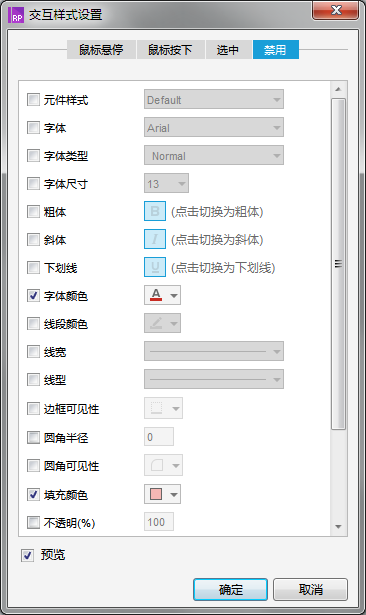 RP 交互样式设置
鼠标悬停 鼠标按下 选中 禁用
元件样式 Default
字体 Arial
字体类型 Normal
字体尺寸 13
粗体 B (点击切换为粗体)
斜体 I (点击切换为斜体)
下划线 U (点击切换为下划线)
字体颜色 A
线段颜色
线宽
线型
边框可见性
圆角半径 0
圆角可见性
填充颜色
不透明(%) 100
预览
确定 取消